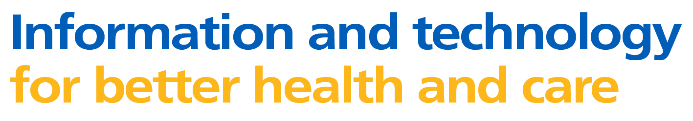 Information and technology
for better health and care